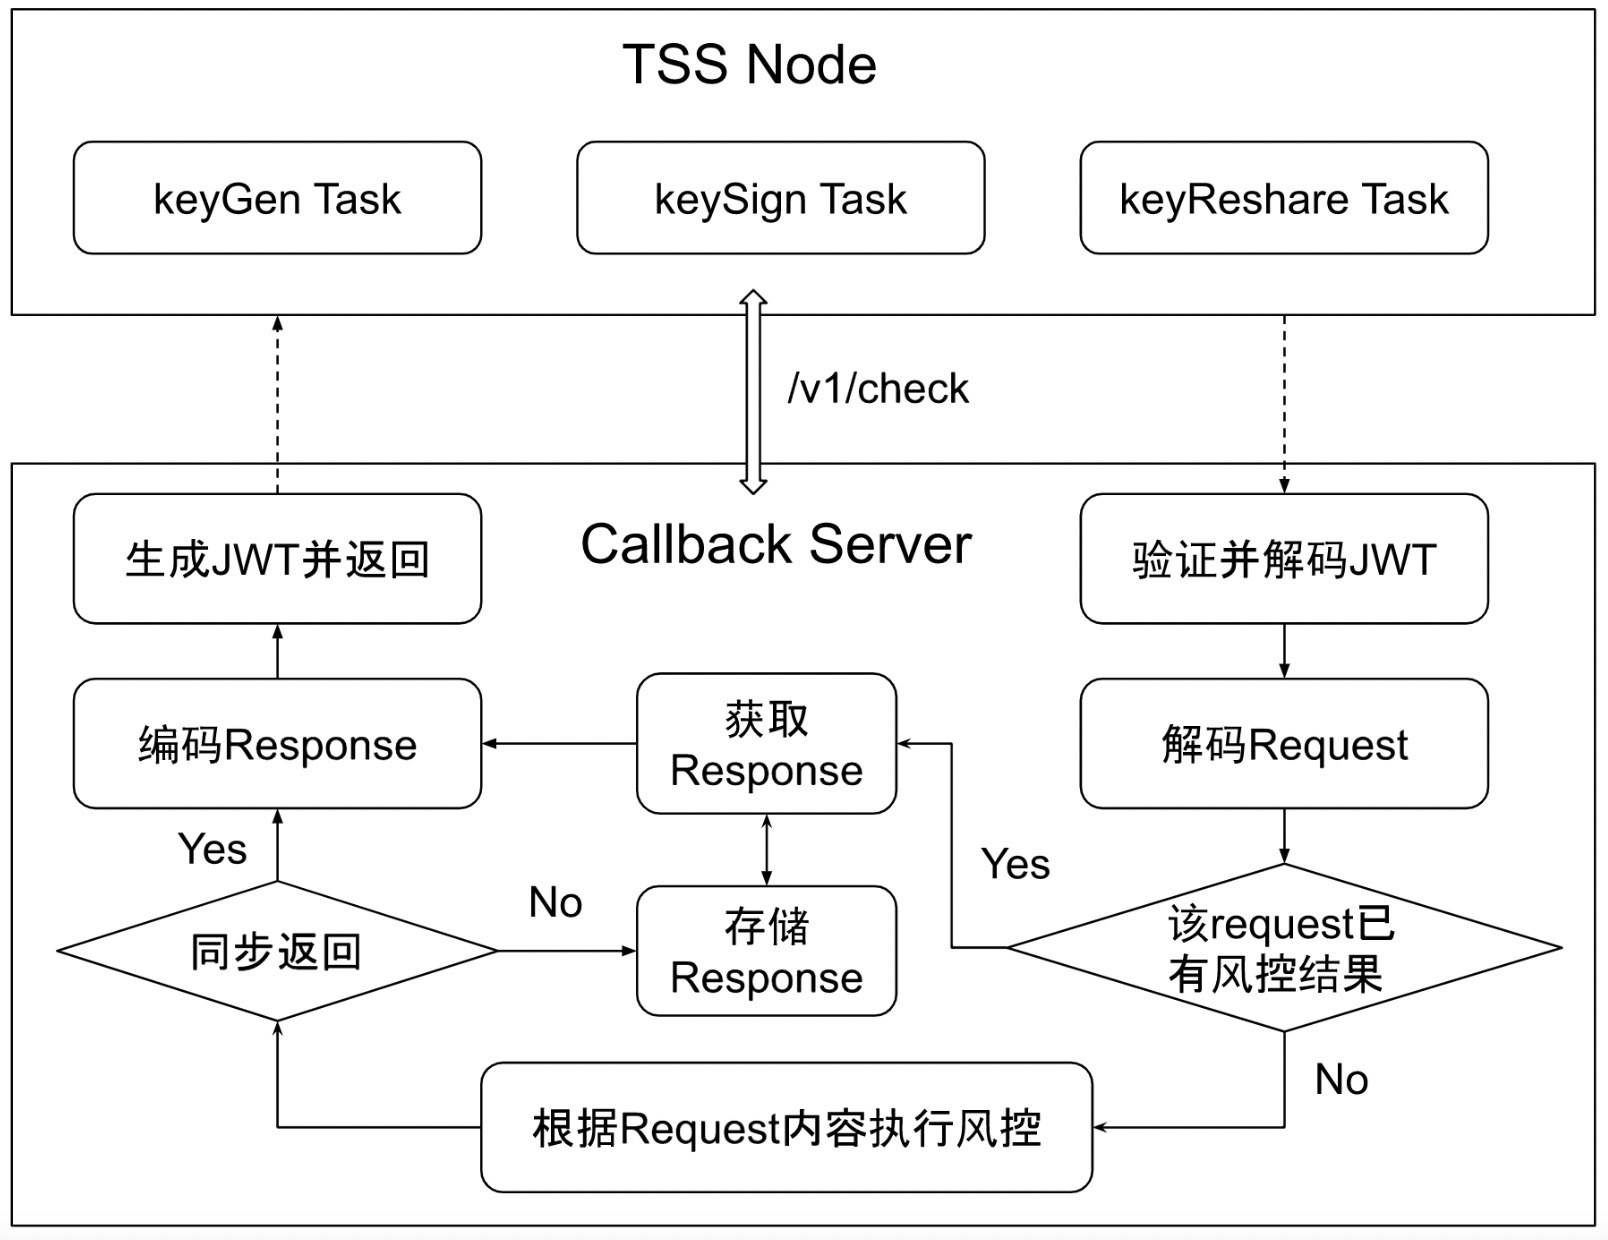 TSS Node
keyGen Task
keySign Task
keyReshare Task
/v1/check
Callback Server
生成JWT并返回
验证并解码JWT
编码Response
获取
Response
解码Request
Yes
No
Yes
同步返回
存储
Response
该request已
有风控结果
No
根据Request内容执行风控